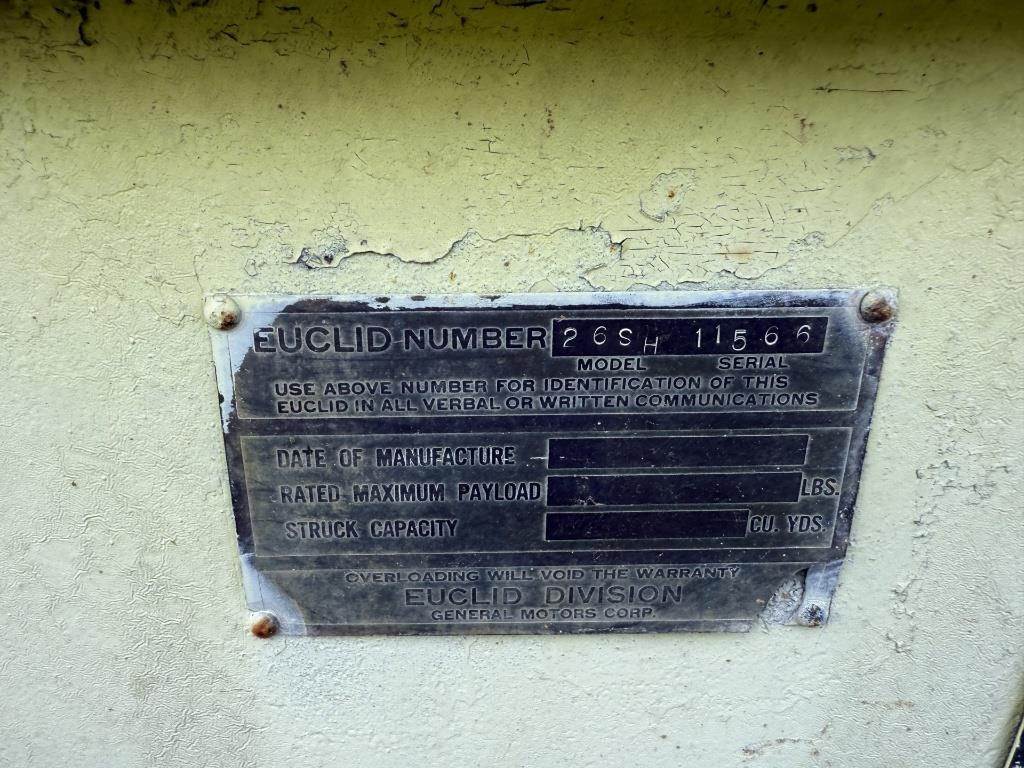 EUCLID NUMBER 26SH 11566
MODEL SERIAL
USE ABOVE NUMBER FOR IDENTIFICATION OF THIS
EUCLID IN ALL VERBAL OR WRITTEN COMMUNICATIONS
DATE OF MANUFACTURE
RATED MAXIMUM PAYLOAD LBS.
STRUCK CAPACITY CU. YDS.
OVERLOADING WILL VOID THE WARRANTY
EUCLID DIVISION
GENERAL MOTORS CORP.